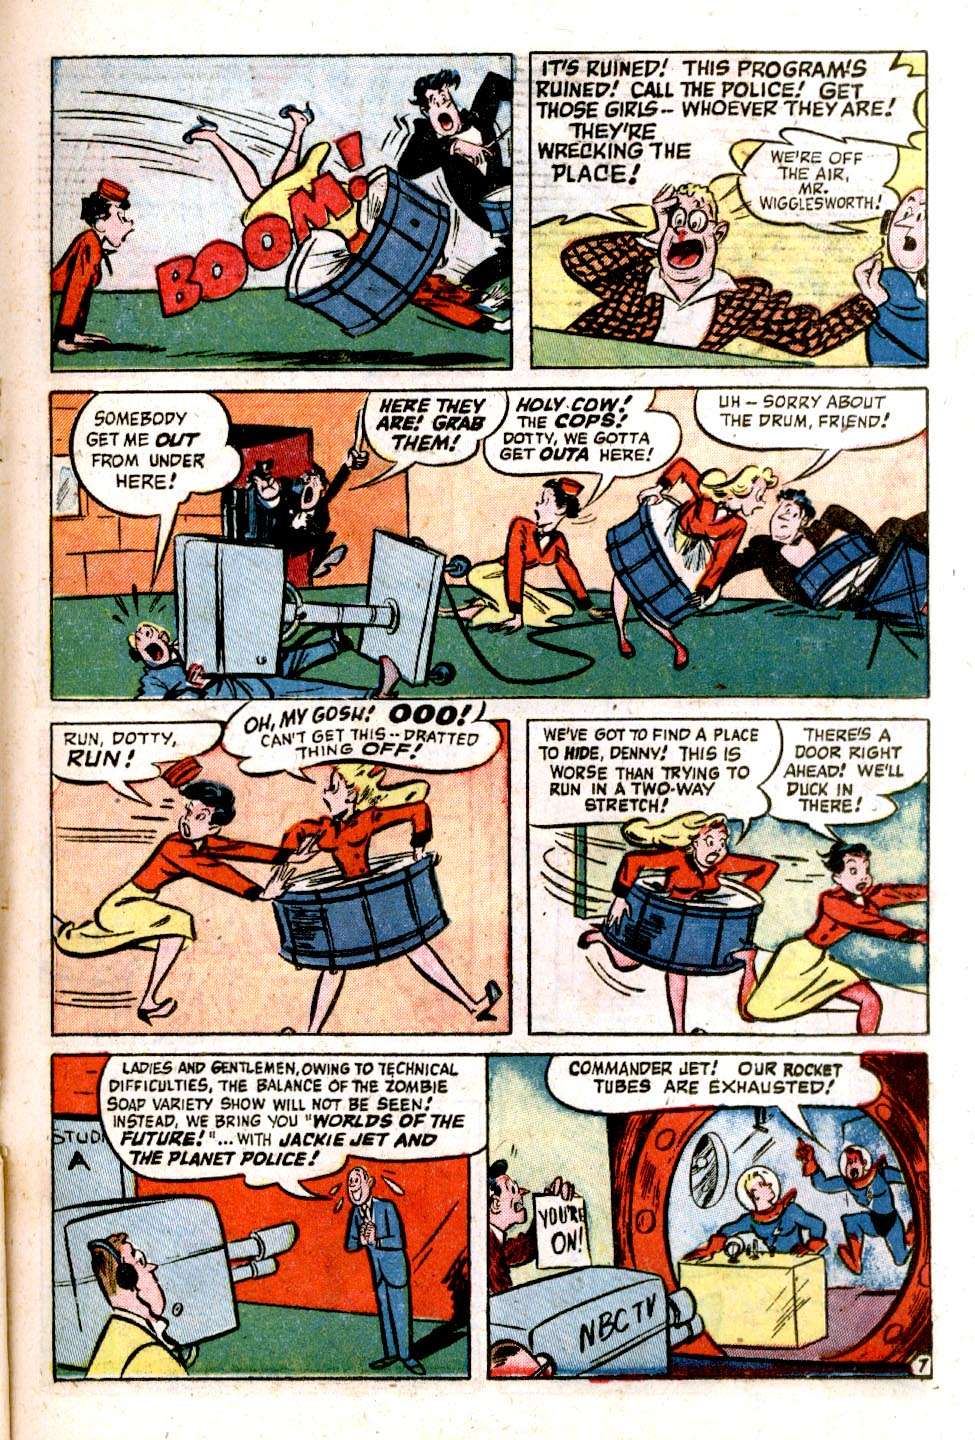 BOOM!
IT'S RUINED! THIS PROGRAM'S
RUINED! CALL THE POLICE! GET
THOSE GIRLS-- WHOEVER THEY ARE!
THEY'RE
WRECKING THE
PLACE!
WE'RE OFF
THE AIR,
MR.
WIGGLESWORTH!
SOMEBODY
GET ME OUT
FROM UNDER
HERE!
HERE THEY
ARE! GRAB
THEM!
HOLY COW!
THE COPS!
DOTTY, WE GOTTA
GET OUTA HERE!
UH - SORRY ABOUT
THE DRUM, FRIEND!
RUN, DOTTY,
RUN!
OH, MY GOSH! OOO!
CAN'T GET THIS -- DRATTED
THING OFF!
WE'VE GOT TO FIND A PLACE
TO HIDE, DENNY! THIS IS
WORSE THAN TRYING TO
RUN IN A TWO-WAY
STRETCH!
THERE'S A
DOOR RIGHT
AHEAD! WE'LL
DUCK IN
THERE!
LADIES AND GENTLEMEN, OWING TO TECHNICAL
DIFFICULTIES, THE BALANCE OF THE ZOMBIE
SOAP VARIETY SHOW WILL NOT BE SEEN!
INSTEAD, WE BRING YOU "WORLDS OF THE
FUTURE!"... WITH JACKIE JET AND
THE PLANET POLICE!
STUDI
A
COMMANDER JET! OUR ROCKET
TUBES ARE EXHAUSTED!
YOU'RE
ON!
NBC TV
7